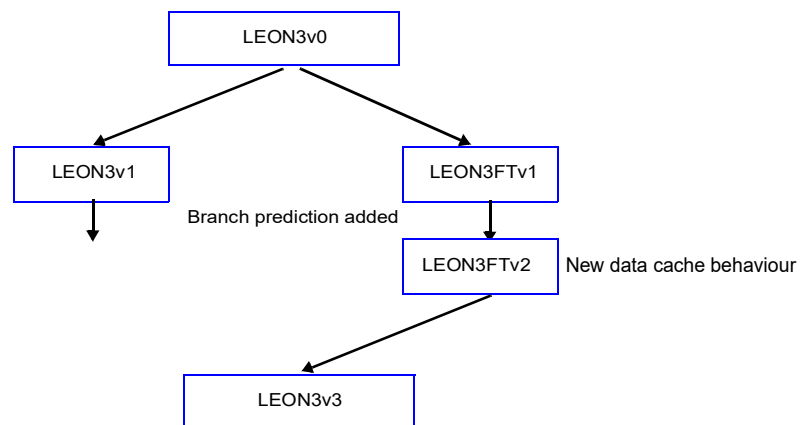 LEON3v0
LEON3v1
LEON3FTv1
Branch prediction added
LEON3FTv2
New data cache behaviour
LEON3v3